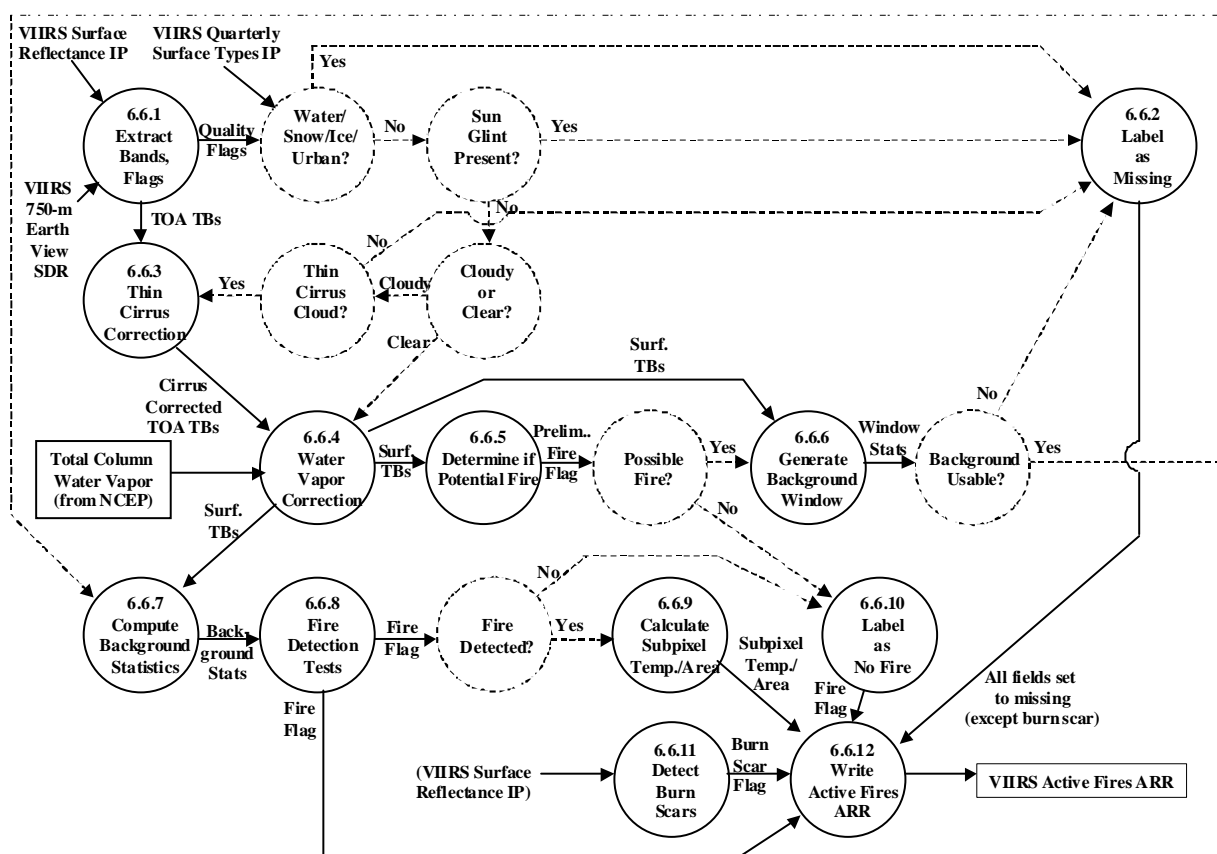 VIIRS Surface
Reflectance IP
VIIRS Quarterly
Surface Types IP
Yes
6.6.1
Extract
Bands,
Flags
Quality
Flags
Water/
Snow/Ice/
Urban?
No
Sun
Glint
Present?
Yes
6.6.2
Label
as
Missing
VIIRS
750-m
Earth
View
SDR
TOA TBs
No
No
6.6.3
Thin
Cirrus
Correction
Yes
Thin
Cirrus
Cloud?
Cloudy
Cloudy
or
Clear?
Clear
Surf.
TBs
Cirrus
Corrected
TOA TBs
No
Total Column
Water Vapor
(from NCEP)
6.6.4
Water
Vapor
Correction
Surf.
TBs
6.6.5
Determine if
Potential Fire
Prelim..
Fire
Flag
Possible
Fire?
Yes
6.6.6
Generate
Background
Window
Window
Stats
Background
Usable?
Yes
Surf.
TBs
No
No
6.6.7
Compute
Background
Statistics
Back-
ground
Stats
6.6.8
Fire
Detection
Tests
Fire
Flag
Fire
Detected?
Yes
6.6.9
Calculate
Subpixel
Temp./Area
Subpixel
Temp./
Area
6.6.10
Label
as
No Fire
Fire
Flag
Fire
Flag
All fields set
to missing
(except burn scar)
(VIIRS Surface
Reflectance IP)
6.6.11
Detect
Burn
Scars
Burn
Scar
Flag
6.6.12
Write
Active Fires
ARR
VIIRS Active Fires ARR